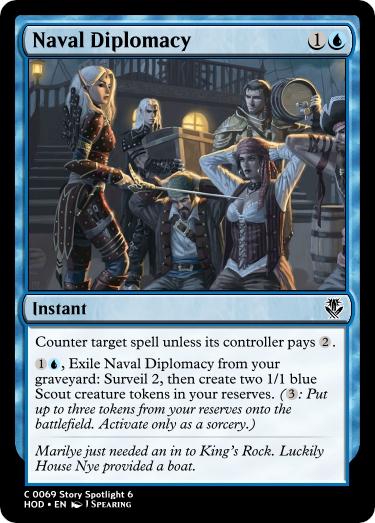 Naval Diplomacy 1
Instant
Counter target spell unless its controller pays 2.
1, Exile Naval Diplomacy from your
graveyard: Surveil 2, then create two 1/1 blue
Scout creature tokens in your reserves. (3: Put
up to three tokens from your reserves onto the
battlefield. Activate only as a sorcery.)
Marilye just needed an in to King's Rock. Luckily
House Nye provided a boat.
C 0069 Story Spotlight 6
HOD • EN J SPEARING